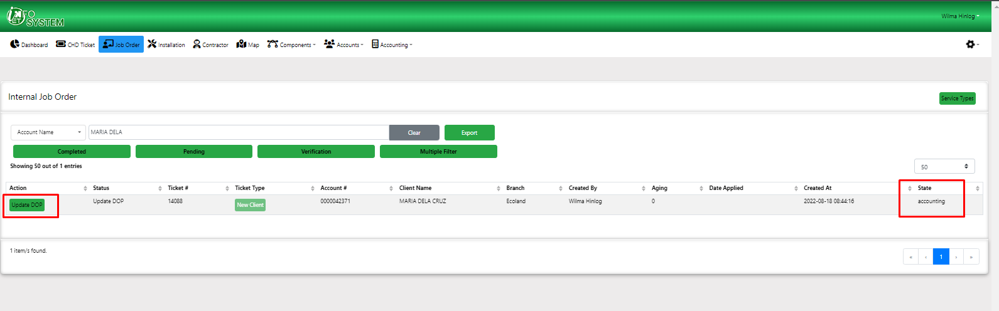 iNET INFO
SYSTEM
Wilma Hinlog
Dashboard CHD Ticket Job Order Installation Contractor Map Components Accounts Accounting
Internal Job Order
Service Types
Account Name MARIA DELA Clear Export
Completed Pending Verification Multiple Filter
Showing 50 out of 1 entries
50
Action Status Ticket # Ticket Type Account # Client Name Branch Created By Aging Date Applied Created At State
Update DOP Update DOP 14088 New Client 0000042371 MARIA DELA CRUZ Ecoland Wilma Hinlog 0 2022-08-18 08:44:16 accounting
1 item/s found.
« ‹ 1 › »